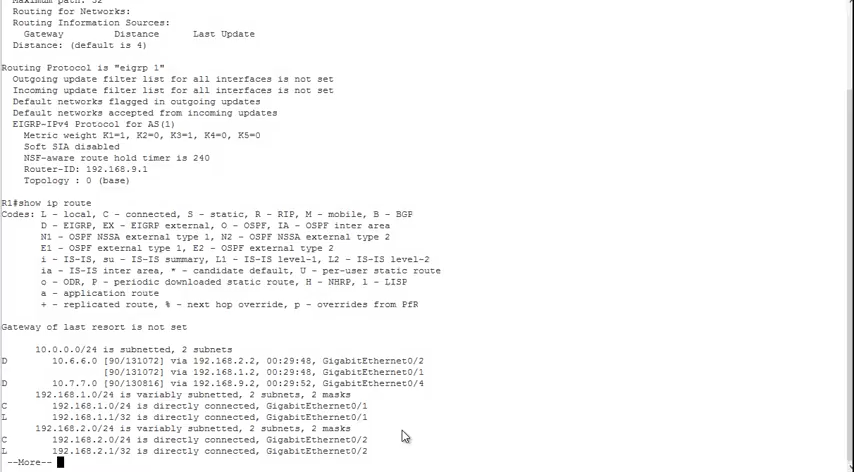 Maximum path: 32
Routing for Networks:
Routing Information Sources:
Gateway Distance Last Update
Distance: (default is 4)
Routing Protocol is "eigrp 1"
Outgoing update filter list for all interfaces is not set
Incoming update filter list for all interfaces is not set
Default networks flagged in outgoing updates
Default networks accepted from incoming updates
EIGRP-IPv4 Protocol for AS(1)
Metric weight K1=1, K2=0, K3=1, K4=0, K5=0
Soft SIA disabled
NSF-aware route hold timer is 240
Router-ID: 192.168.9.1
Topology : 0 (base)
R1#show ip route
Codes: L - local, C - connected, S - static, R - RIP, M - mobile, B - BGP
D - EIGRP, EX - EIGRP external, O - OSPF, IA - OSPF inter area
N1 - OSPF NSSA external type 1, N2 - OSPF NSSA external type 2
E1 - OSPF external type 1, E2 - OSPF external type 2
i - IS-IS, su - IS-IS summary, L1 - IS-IS level-1, L2 - IS-IS level-2
ia - IS-IS inter area, * - candidate default, U - per-user static route
o - ODR, P - periodic downloaded static route, H - NHRP, l - LISP
a - application route
+ - replicated route, % - next hop override, p - overrides from PfR
Gateway of last resort is not set
10.0.0.0/24 is subnetted, 2 subnets
D 10.6.6.0 [90/131072] via 192.168.2.2, 00:29:48, GigabitEthernet0/2
[90/131072] via 192.168.1.2, 00:29:48, GigabitEthernet0/1
D 10.7.7.0 [90/130816] via 192.168.9.2, 00:29:52, GigabitEthernet0/4
192.168.1.0/24 is variably subnetted, 2 subnets, 2 masks
C 192.168.1.0/24 is directly connected, GigabitEthernet0/1
L 192.168.1.1/32 is directly connected, GigabitEthernet0/1
192.168.2.0/24 is variably subnetted, 2 subnets, 2 masks
C 192.168.2.0/24 is directly connected, GigabitEthernet0/2
L 192.168.2.1/32 is directly connected, GigabitEthernet0/2
--More--